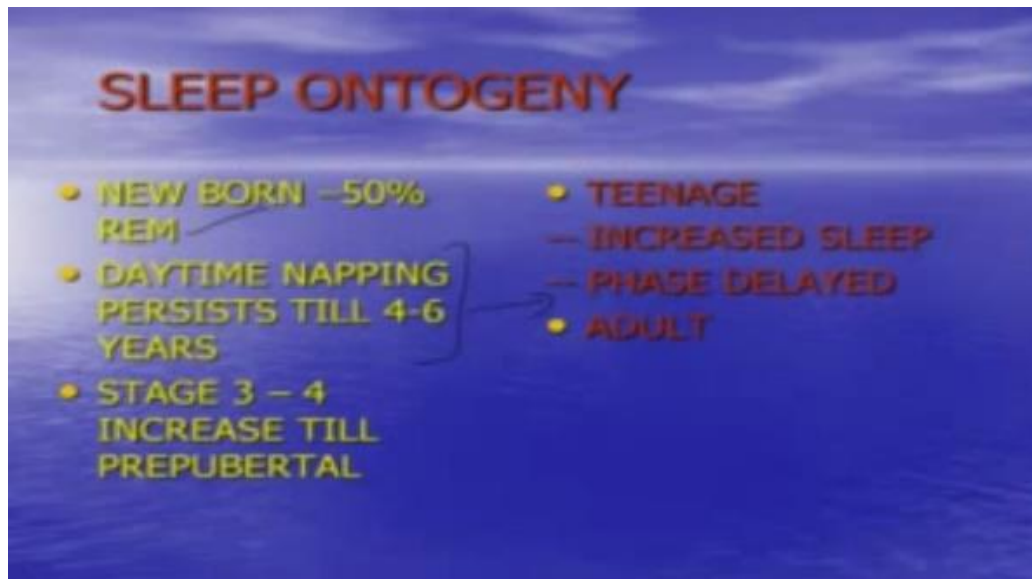 SLEEP ONTOGENY
• NEW BORN –50%
REM
• DAYTIME NAPPING
PERSISTS TILL 4-6
YEARS
• STAGE 3 – 4
INCREASE TILL
PREPUBERTAL
• TEENAGE
– INCREASED SLEEP
– PHASE DELAYED
• ADULT